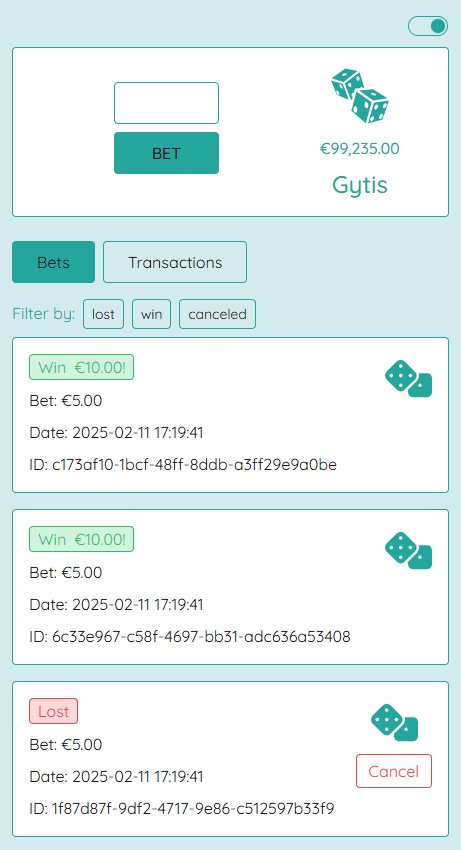 BET
€99,235.00
Gytis
Bets
Transactions
Filter by: lost win canceled
Win €10.00!
Bet: €5.00
Date: 2025-02-11 17:19:41
ID: c173af10-1bcf-48ff-8ddb-a3ff29e9a0be
Win €10.00!
Bet: €5.00
Date: 2025-02-11 17:19:41
ID: 6c33e967-c58f-4697-bb31-adc636a53408
Lost
Bet: €5.00
Date: 2025-02-11 17:19:41
Cancel
ID: 1f87d87f-9df2-4717-9e86-c512597b33f9